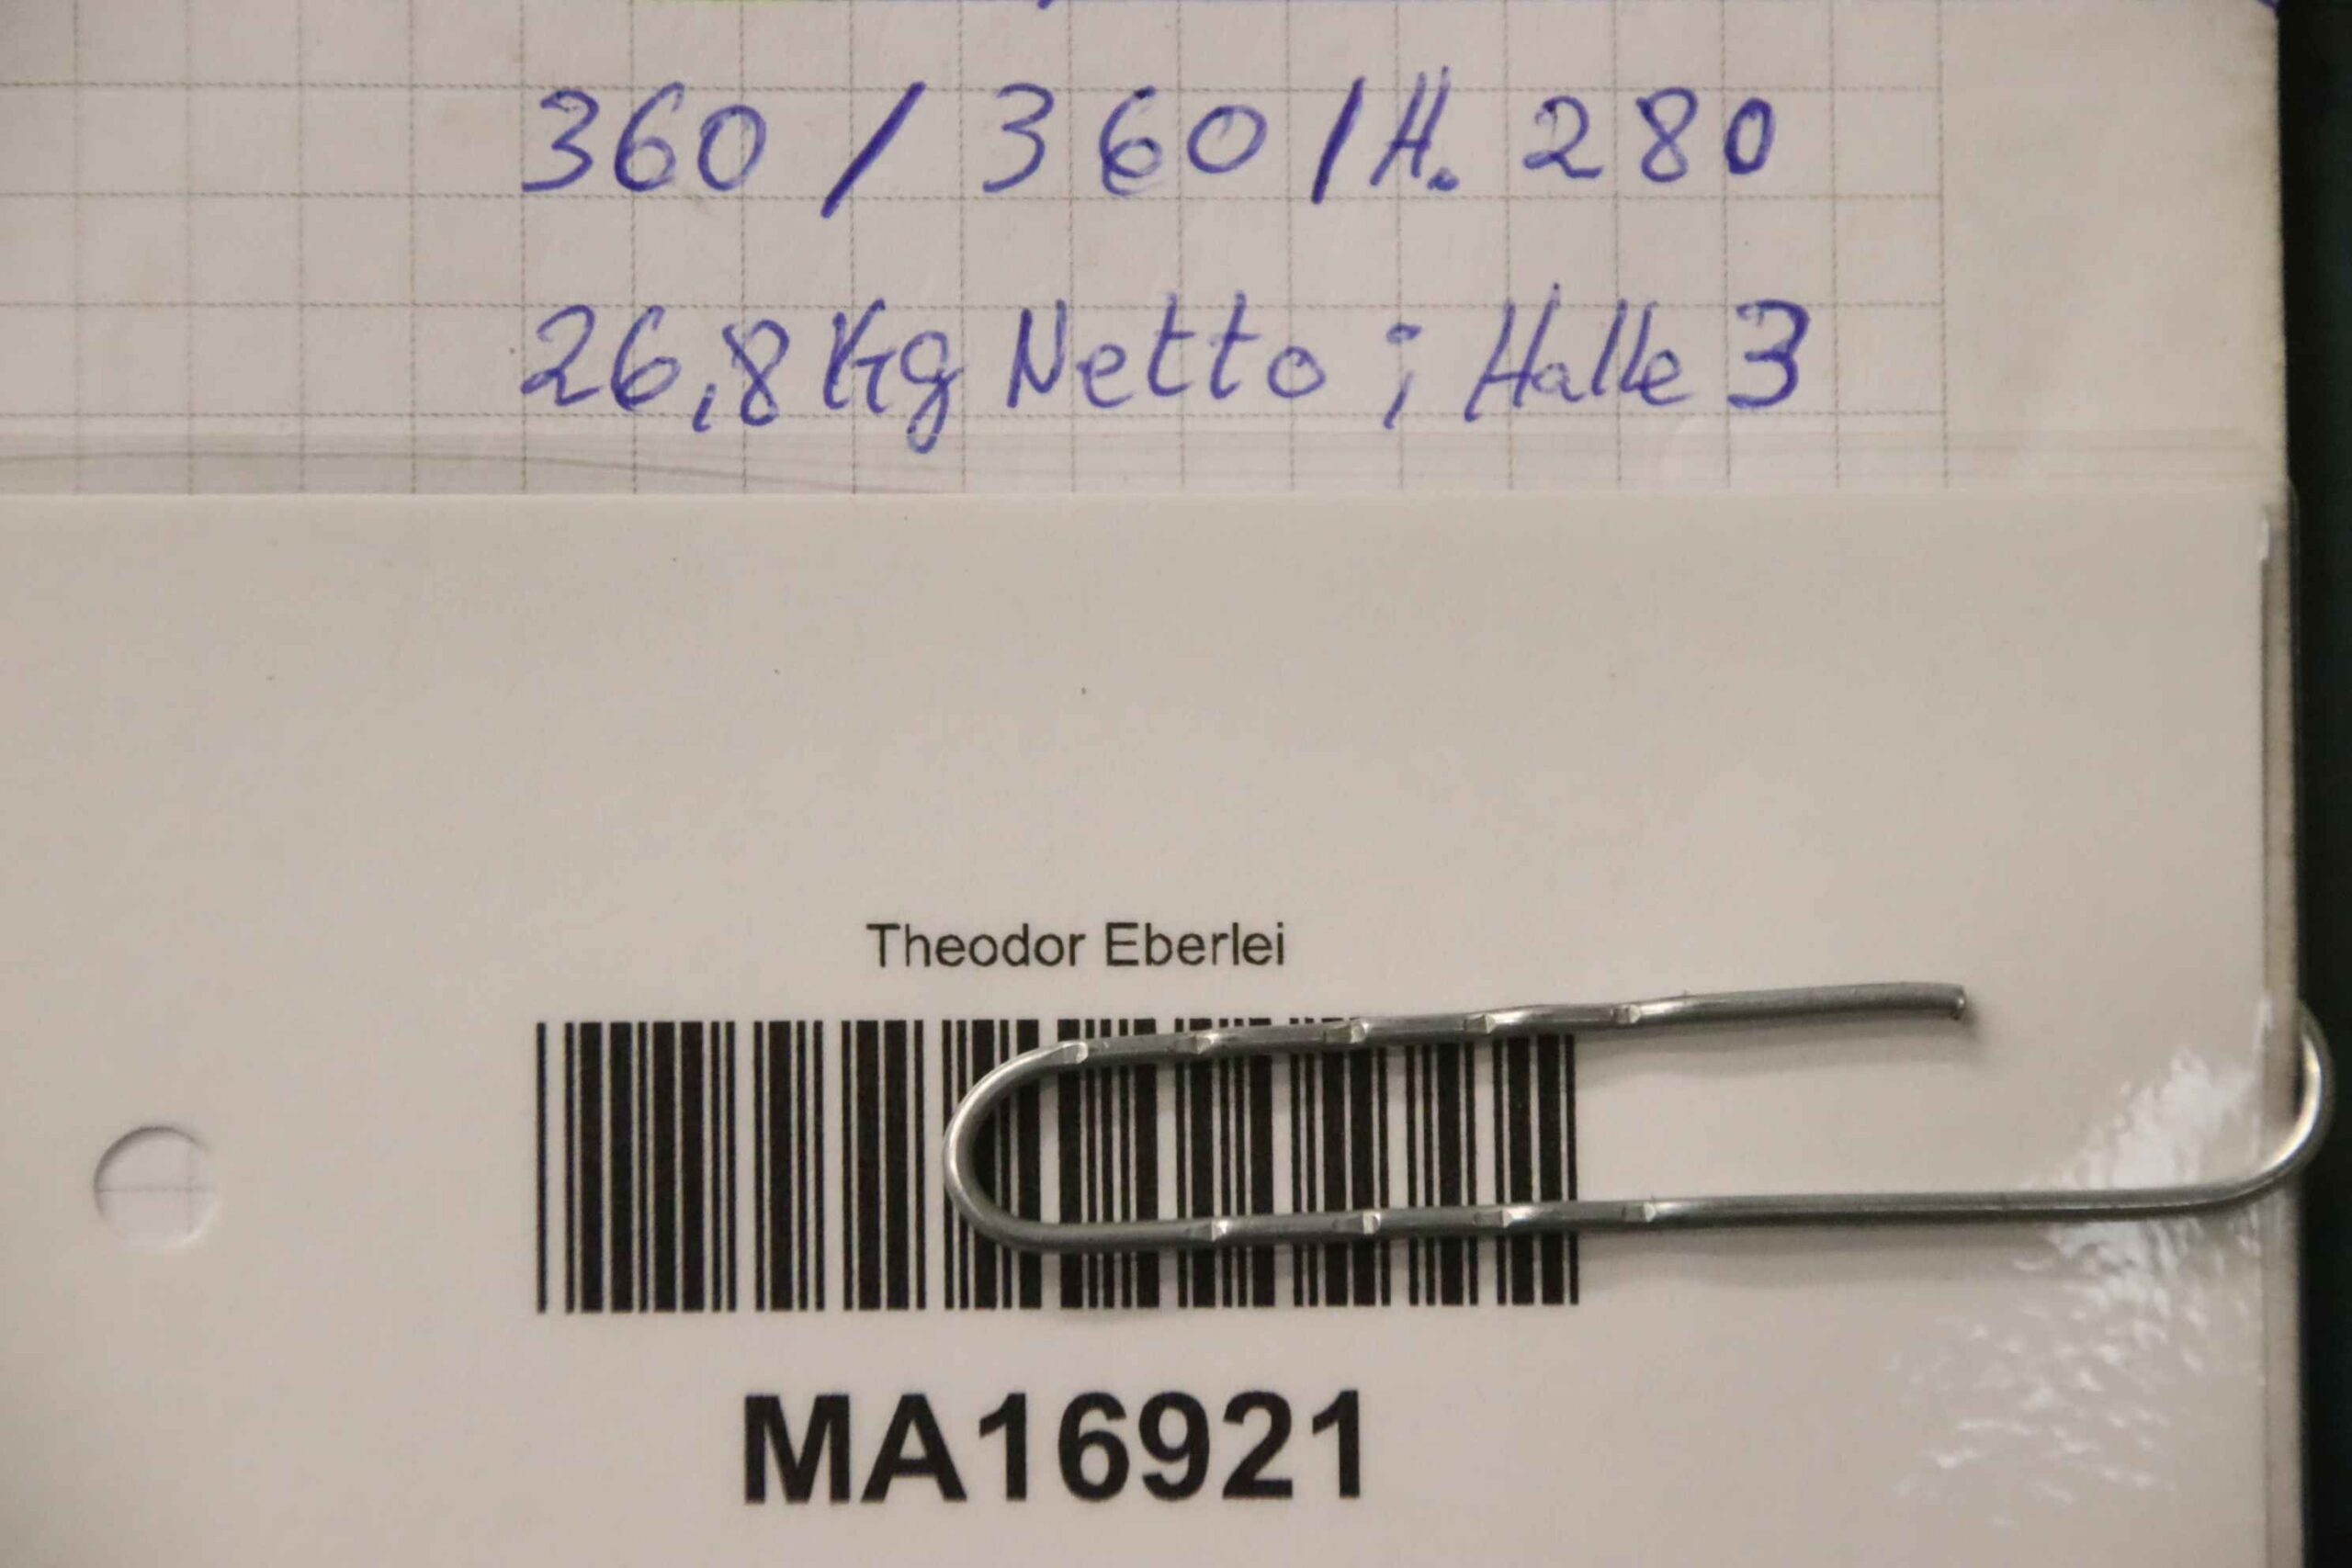 360 / 360 / H. 280
26,8 Kg Netto ; Halle 3
Theodor Eberlei
MA16921